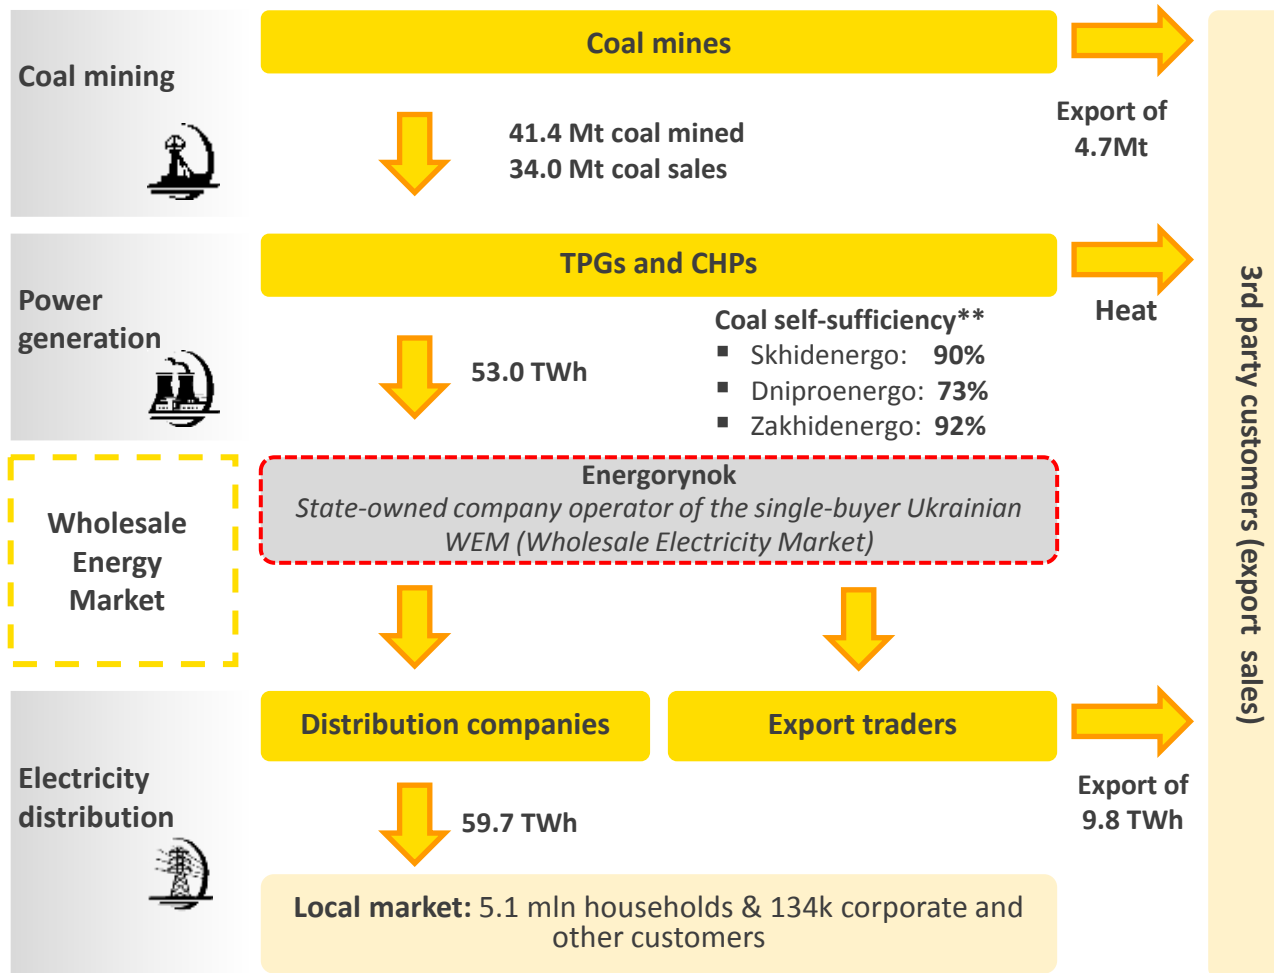 Coal mining
Coal mines
41.4 Mt coal mined
34.0 Mt coal sales
Export of
4.7Mt
Power
generation
TPGs and CHPs
53.0 TWh
Coal self-sufficiency**
▪ Skhidenergo: 90%
▪ Dniproenergo: 73%
▪ Zakhidenergo: 92%
Heat
Wholesale
Energy
Market
Energorynok
State-owned company operator of the single-buyer Ukrainian
WEM (Wholesale Electricity Market)
Electricity
distribution
Distribution companies
Export traders
59.7 TWh
Export of
9.8 TWh
Local market: 5.1 mln households & 134k corporate and
other customers
3rd party customers (export sales)